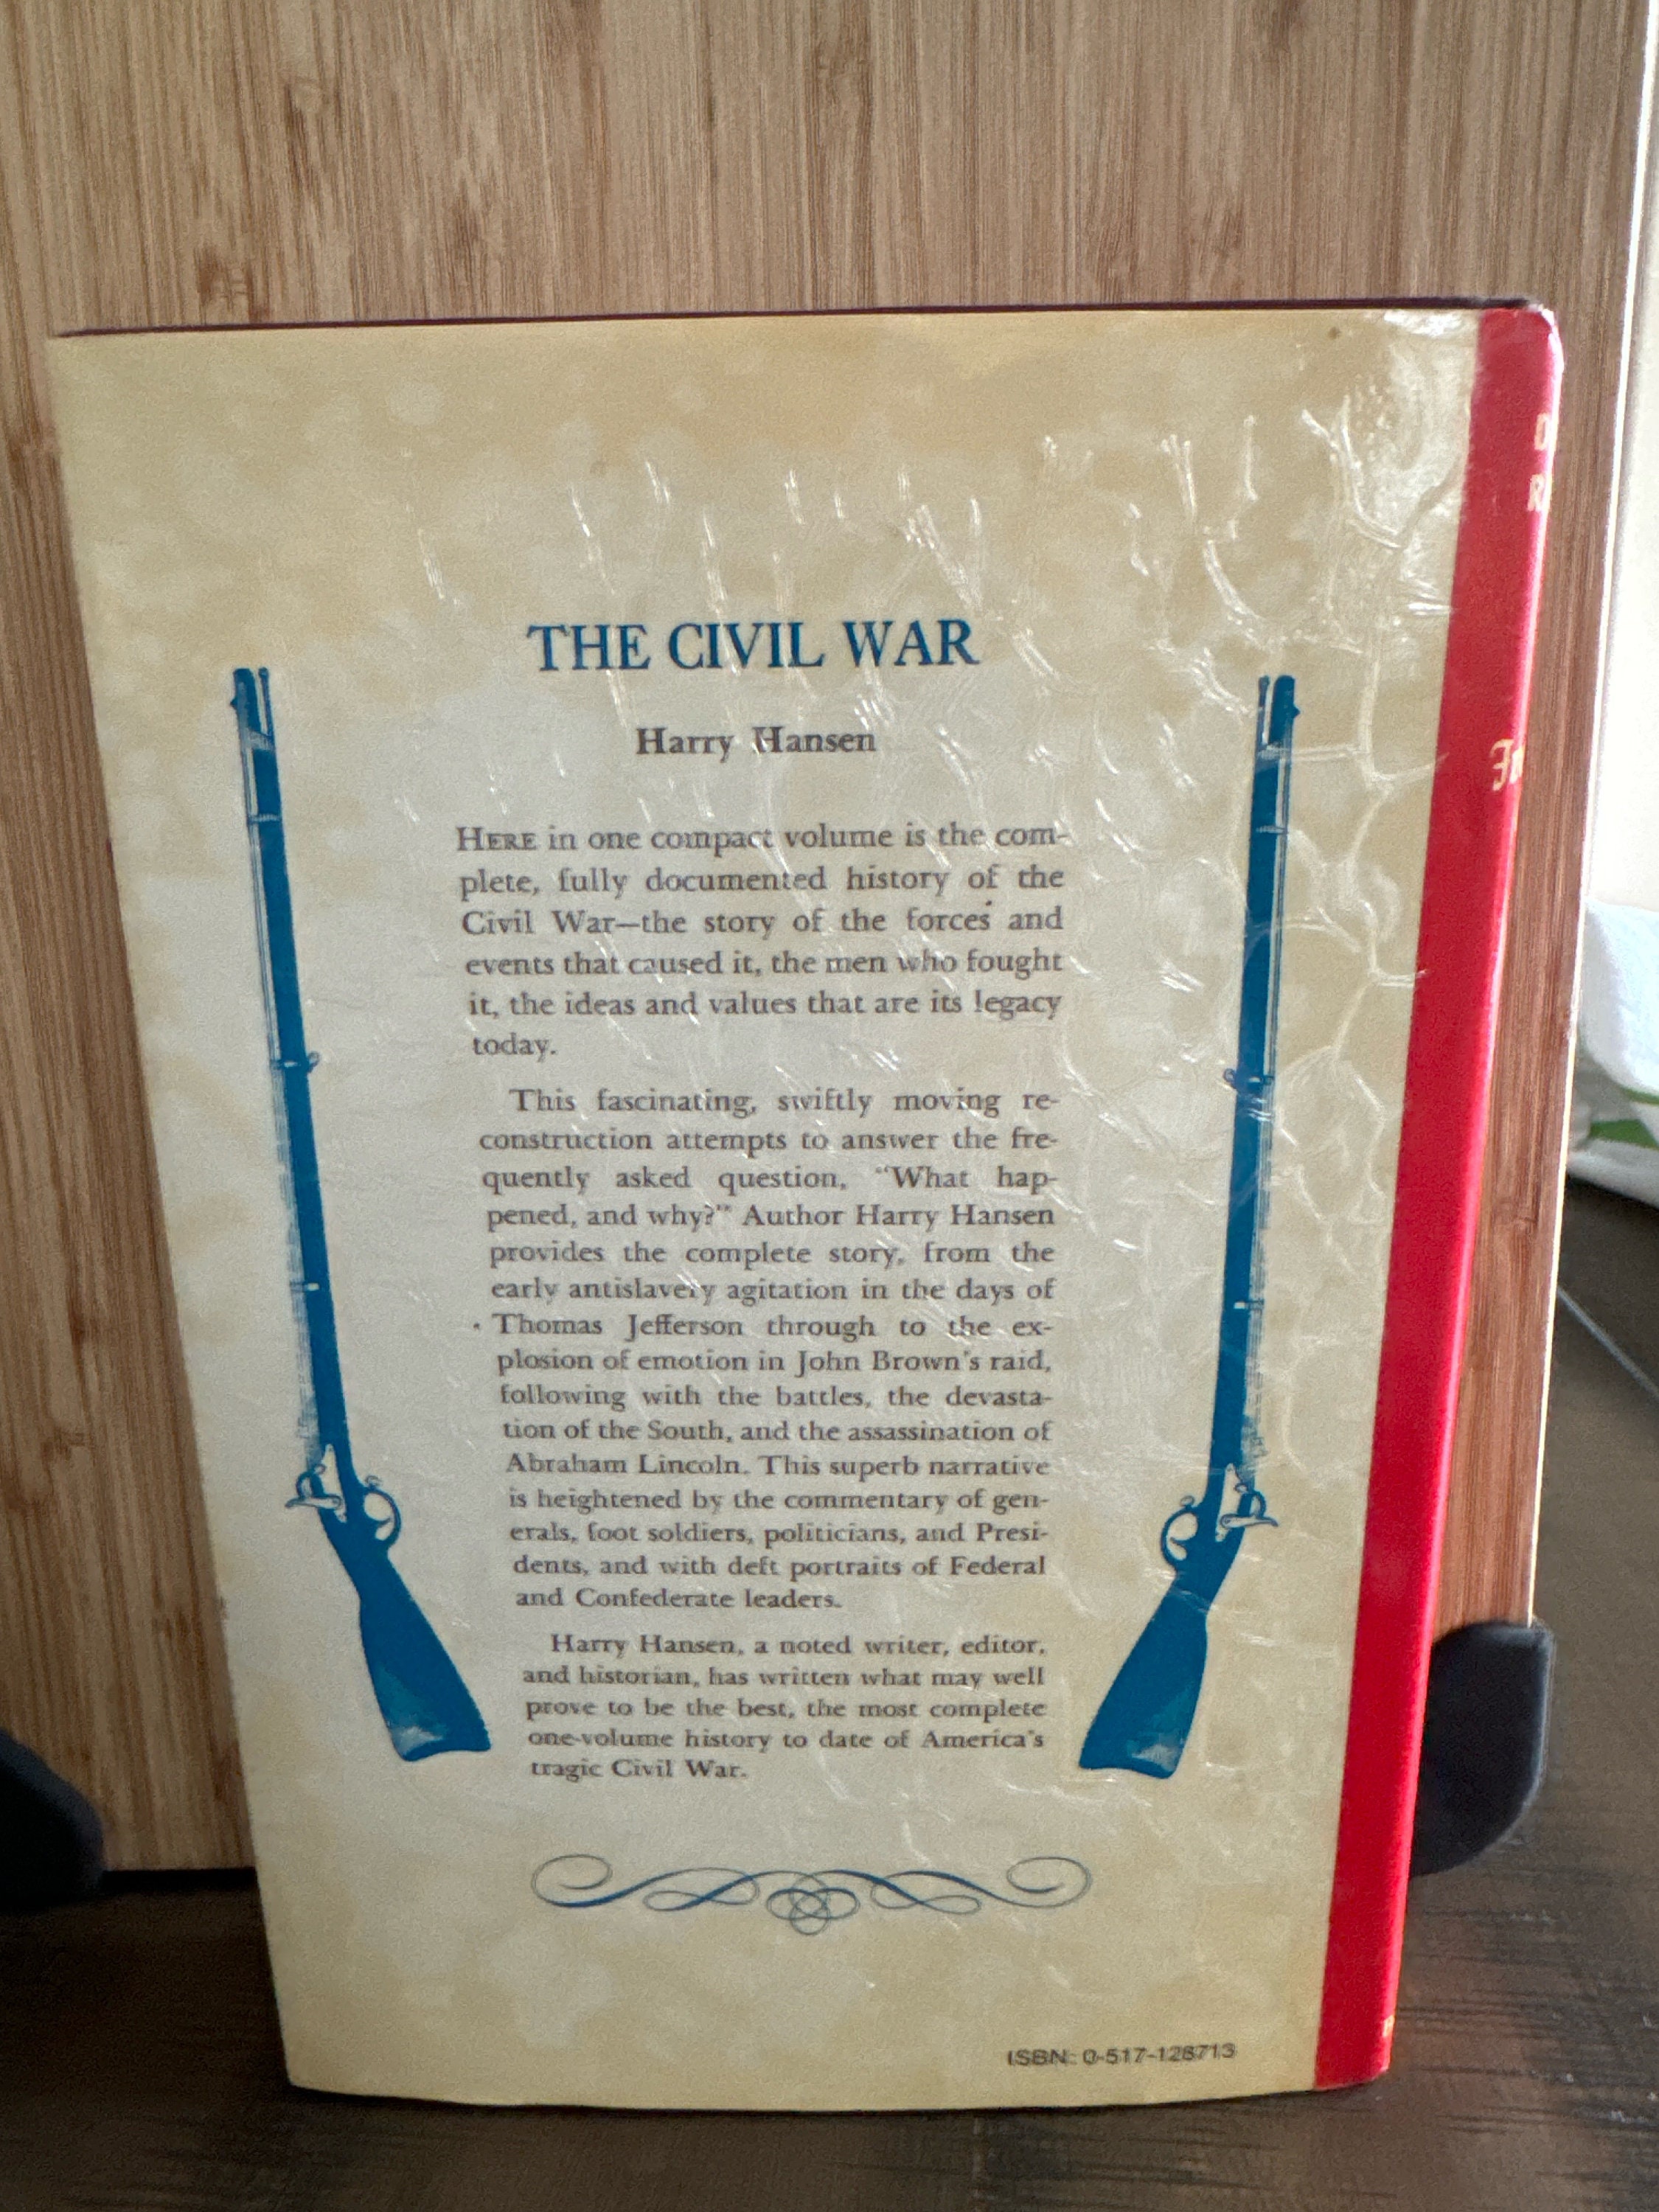 THE CIVIL WAR
Harry Hansen
HERE in one compact volume is the com-
plete, fully documented history of the
Civil War—the story of the forces and
events that caused it, the men who fought
it, the ideas and values that are its legacy
today.
This fascinating, swiftly moving re-
construction attempts to answer the fre-
quently asked question, "What hap-
pened, and why?" Author Harry Hansen
provides the complete story, from the
early antislavery agitation in the days of
Thomas Jefferson through to the ex-
plosion of emotion in John Brown's raid,
following with the battles, the devasta-
tion of the South, and the assassination of
Abraham Lincoln. This superb narrative
is heightened by the commentary of gen-
erals, foot soldiers, politicians, and Presi-
dents, and with deft portraits of Federal
and Confederate leaders.
Harry Hansen, a noted writer, editor,
and historian, has written what may well
prove to be the best, the most complete
one-volume history to date of America's
tragic Civil War.
ISBN: 0-517-128713